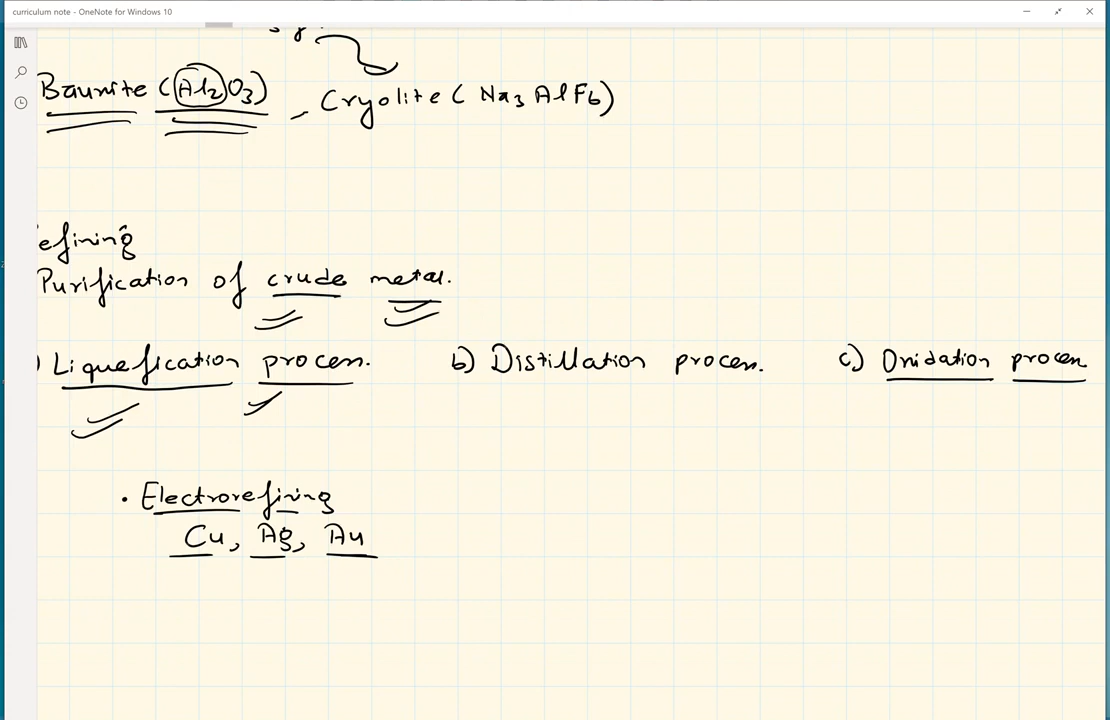 curriculum note - OneNote for Windows 10
Bauxite (Al2O3)
Cryolite ( Na3AlF6)
efining
Purification of crude metal.
) Liquefication process. b) Distillation process. c) Oxidation process
• Electrorefining
Cu, Ag, Au